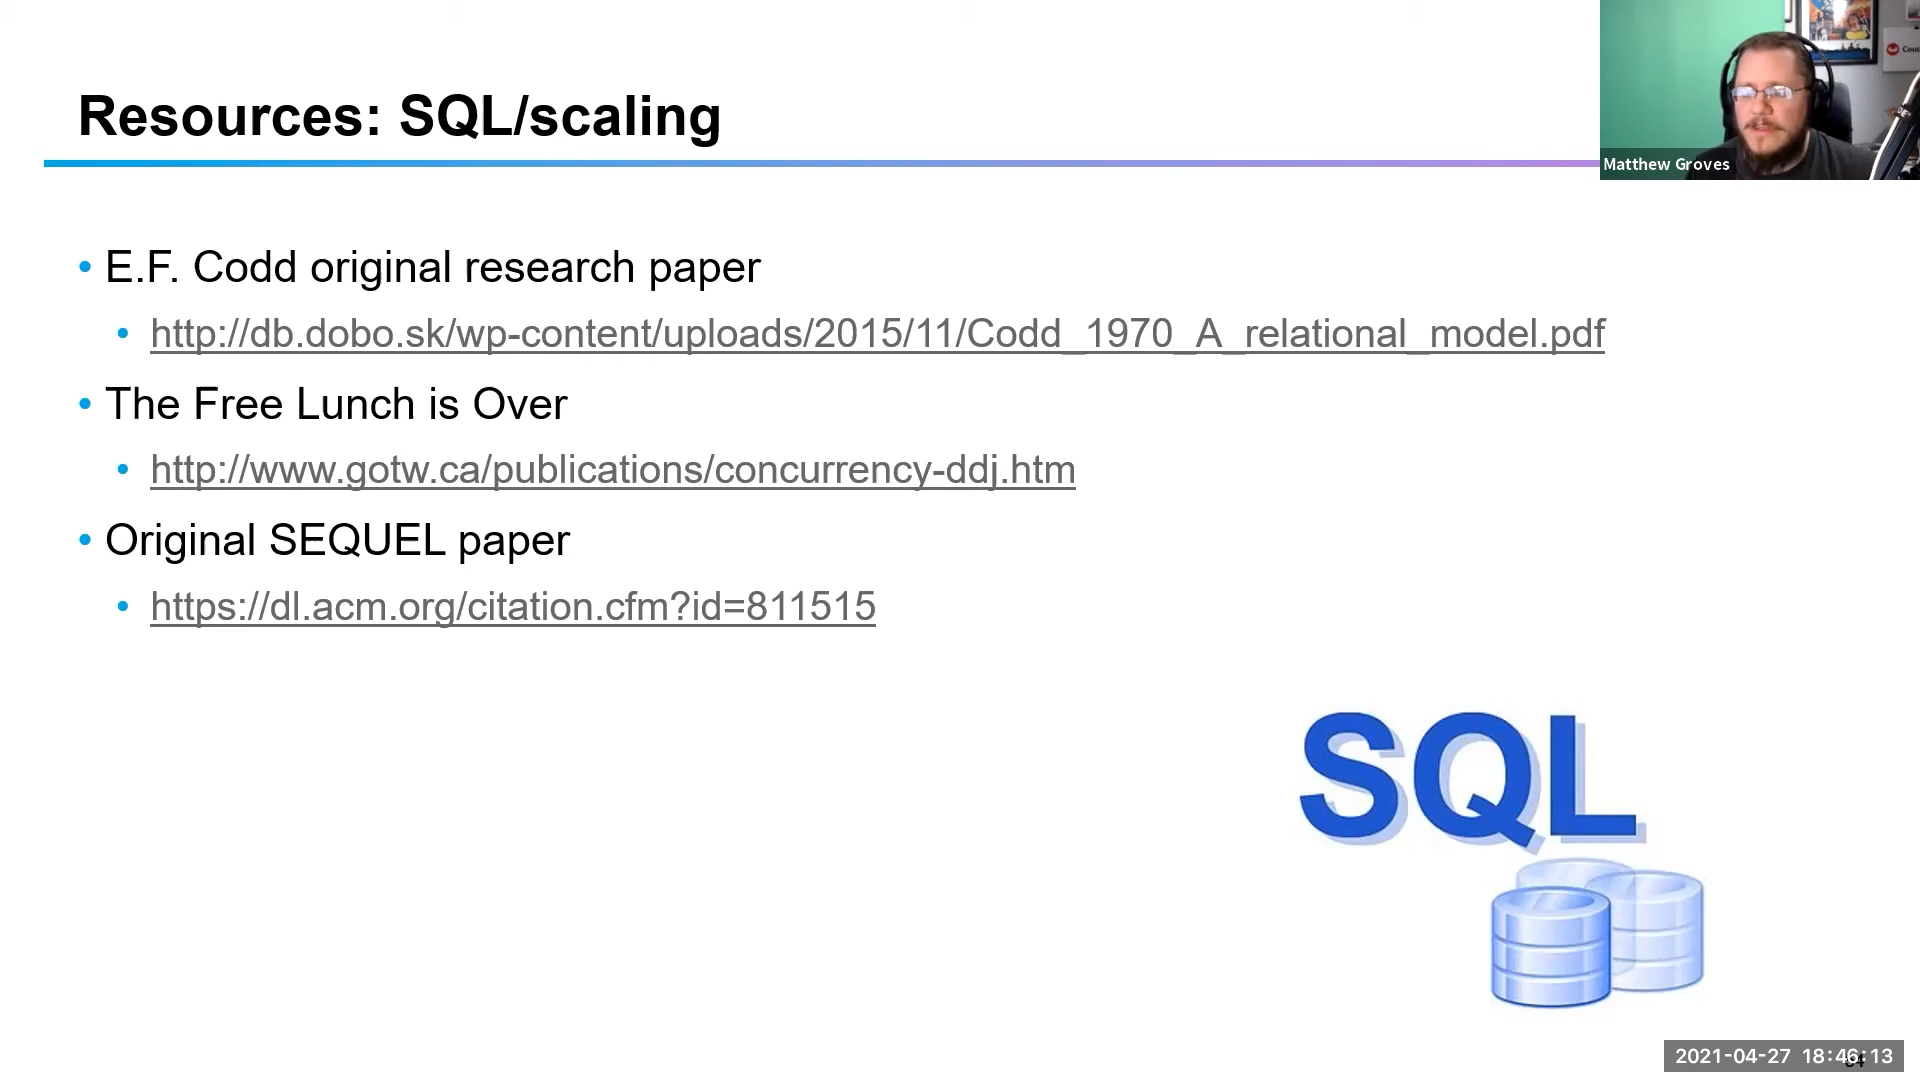 Resources: SQL/scaling
Matthew Groves
• E.F. Codd original research paper
• http://db.dobo.sk/wp-content/uploads/2015/11/Codd_1970_A_relational_model.pdf
• The Free Lunch is Over
• http://www.gotw.ca/publications/concurrency-ddj.htm
• Original SEQUEL paper
• https://dl.acm.org/citation.cfm?id=811515
SQL
2021-04-27 18:46:13